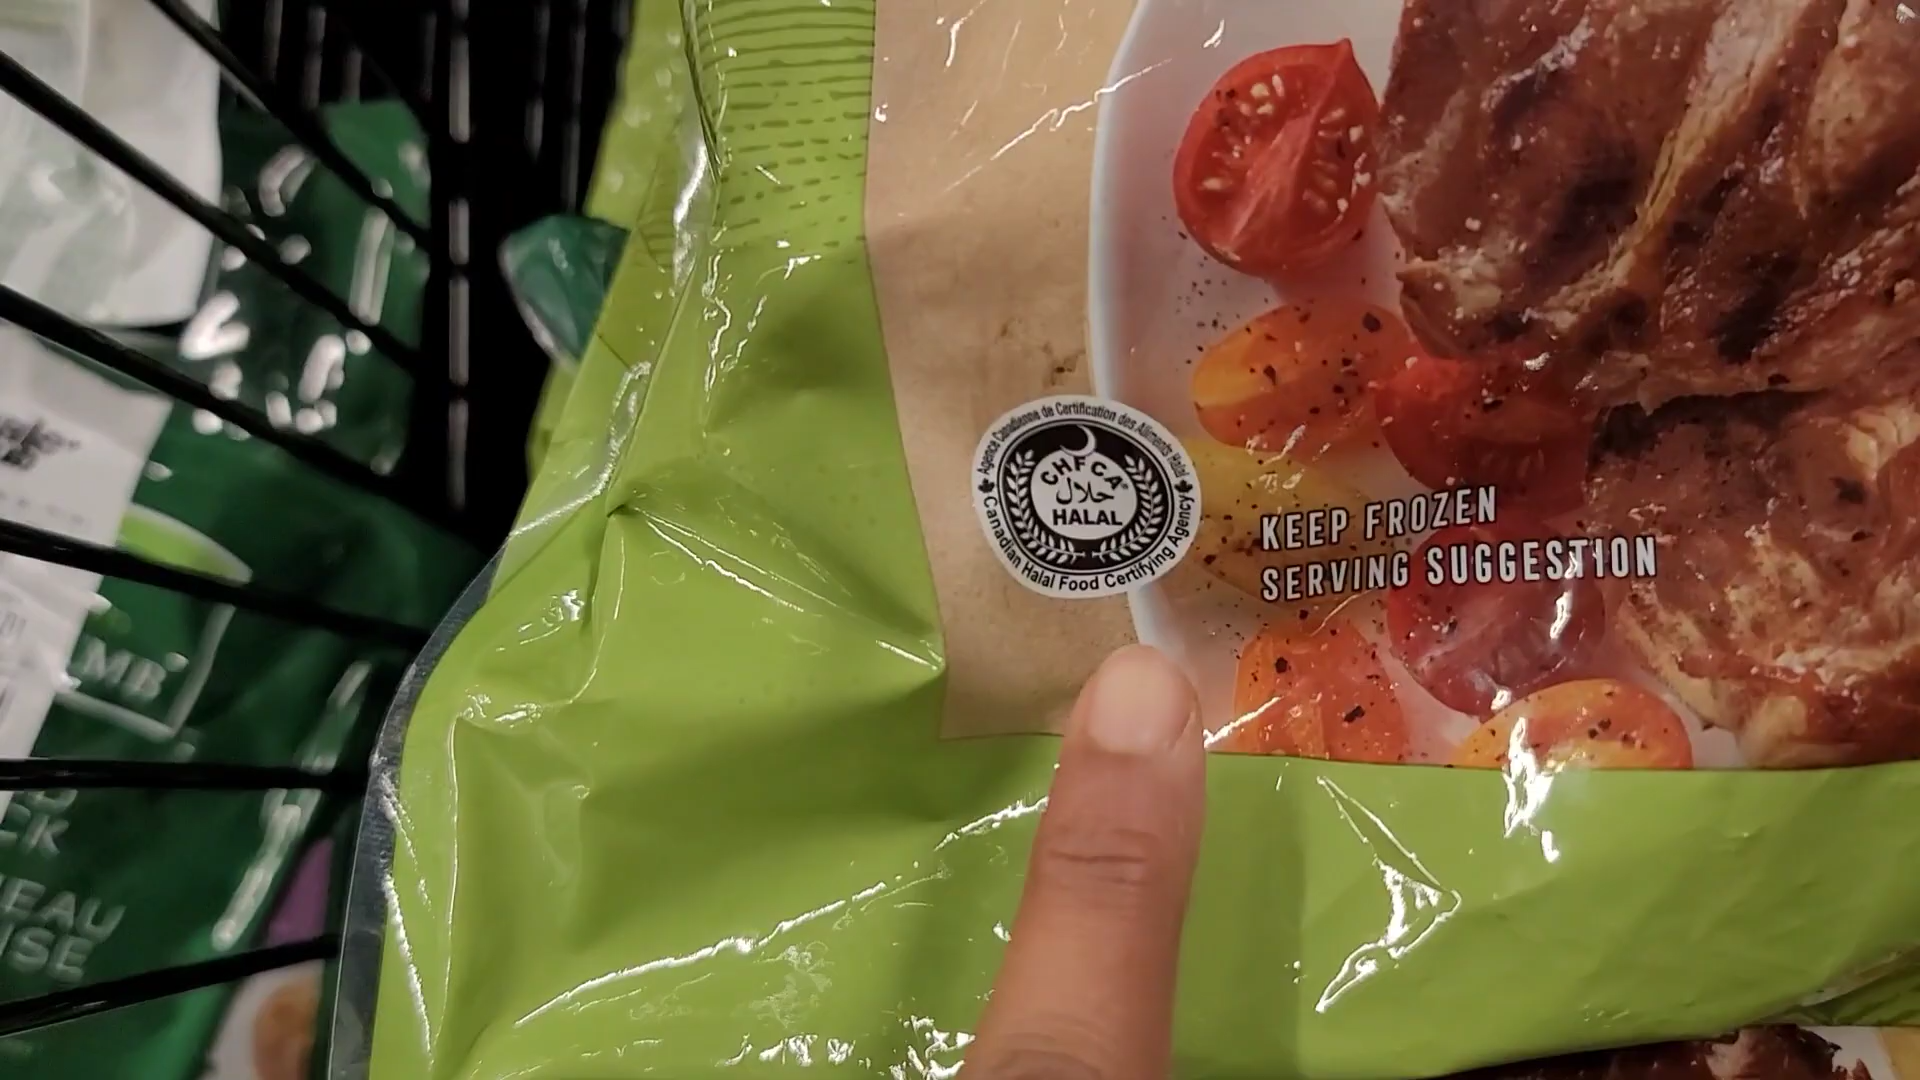 Agence Canadienne de Certification des Aliments Halal
CHFCA
حلال
HALAL
Canadian Halal Food Certifying Agency
KEEP FROZEN
SERVING SUGGESTION
MB
CK
EAU